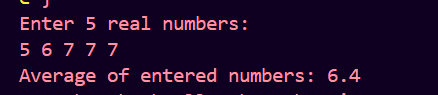 Enter 5 real numbers:
5 6 7 7 7
Average of entered numbers: 6.4